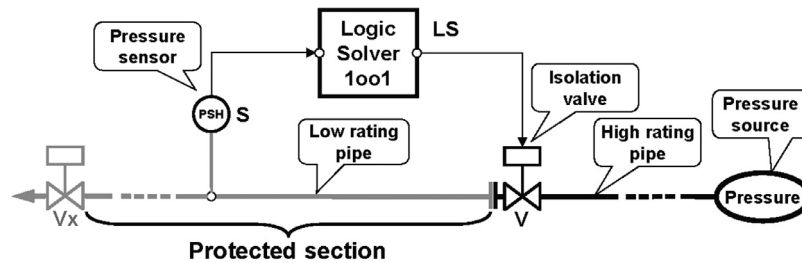 Pressure
sensor
Logic
Solver
1oo1
LS
Isolation
valve
Pressure
source
PSH
S
Low rating
pipe
High rating
pipe
Vx
V
Pressure
Protected section